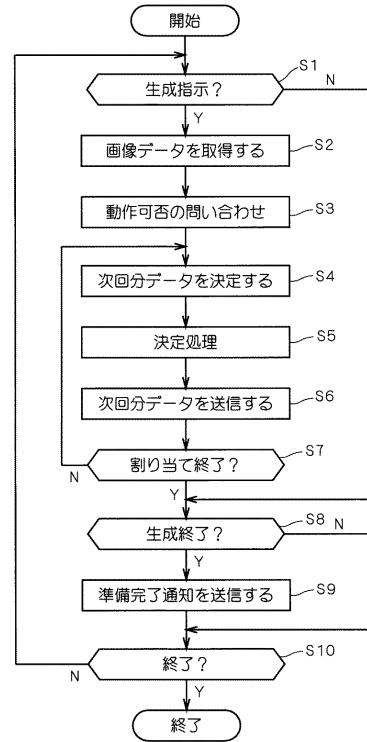 開始
生成指示？
S1
N
Y
画像データを取得する
S2
動作可否の問い合わせ
S3
次回分データを決定する
S4
決定処理
S5
次回分データを送信する
S6
割り当て終了？
S7
N
Y
生成終了？
S8
N
Y
準備完了通知を送信する
S9
終了？
S10
N
Y
終了